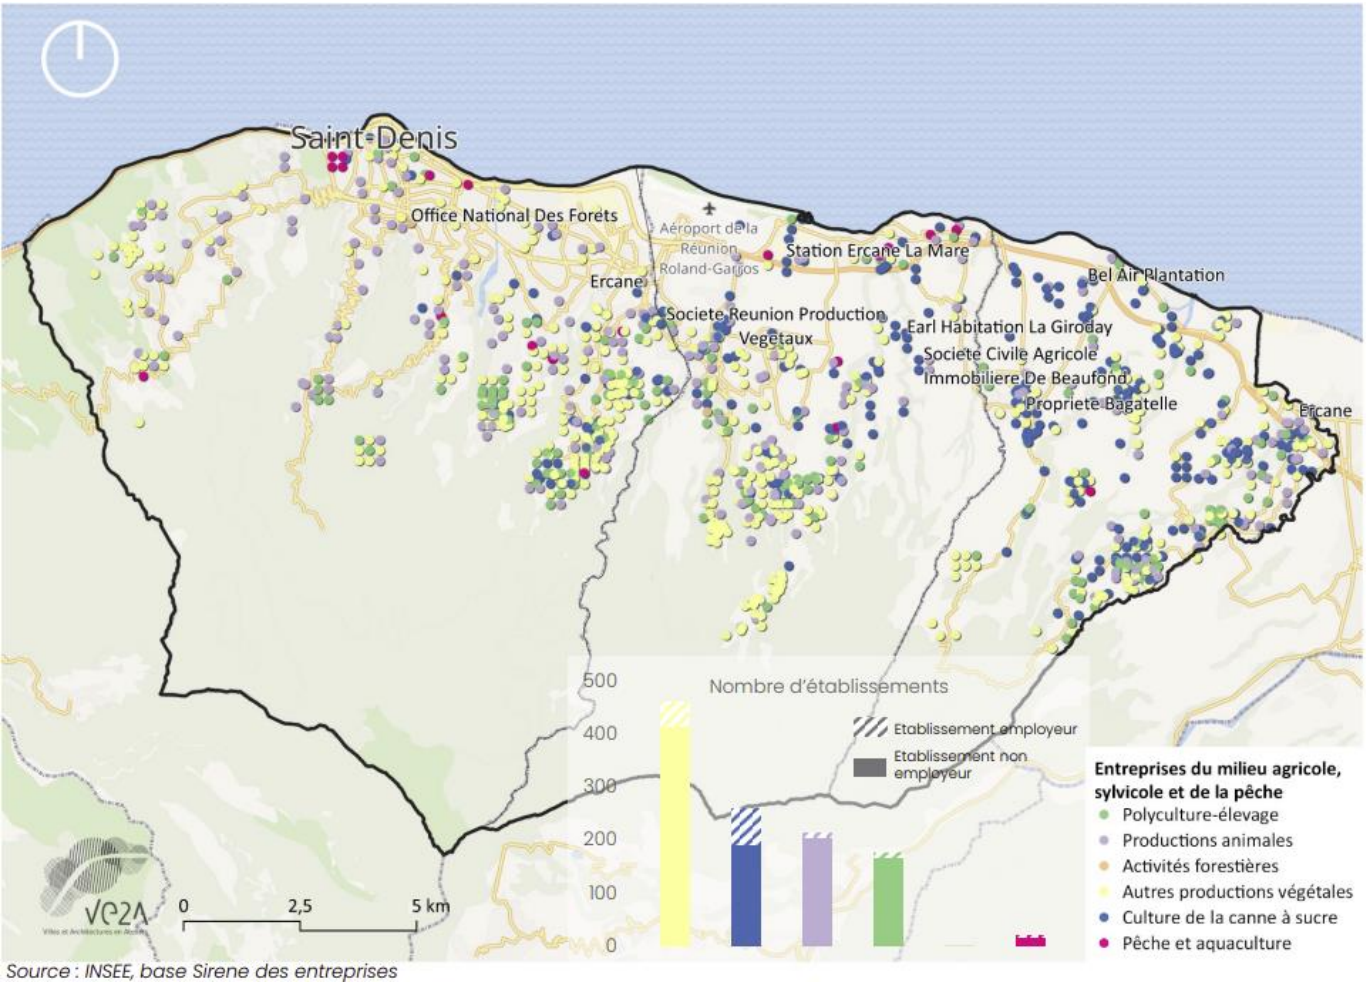 Saint-Denis
Office National Des Forêts
Aéroport de la
Réunion
Roland-Garros
Station Ercane La Mare
Ercane
Bel Air Plantation
Societe Reunion Production
Vegetaux
Earl Habitation La Giroday
Societe Civile Agricole
Immobiliere De Beaufond
Propriete Bagatelle
Ercane
Nombre d'établissements
500
400
300
200
100
0
Etablissement employeur
Etablissement non
employeur
Entreprises du milieu agricole,
sylvicole et de la pêche
Polyculture-élevage
Productions animales
Activités forestières
Autres productions végétales
Culture de la canne à sucre
Pêche et aquaculture
0 2,5 5 km
Source : INSEE, base Sirene des entreprises